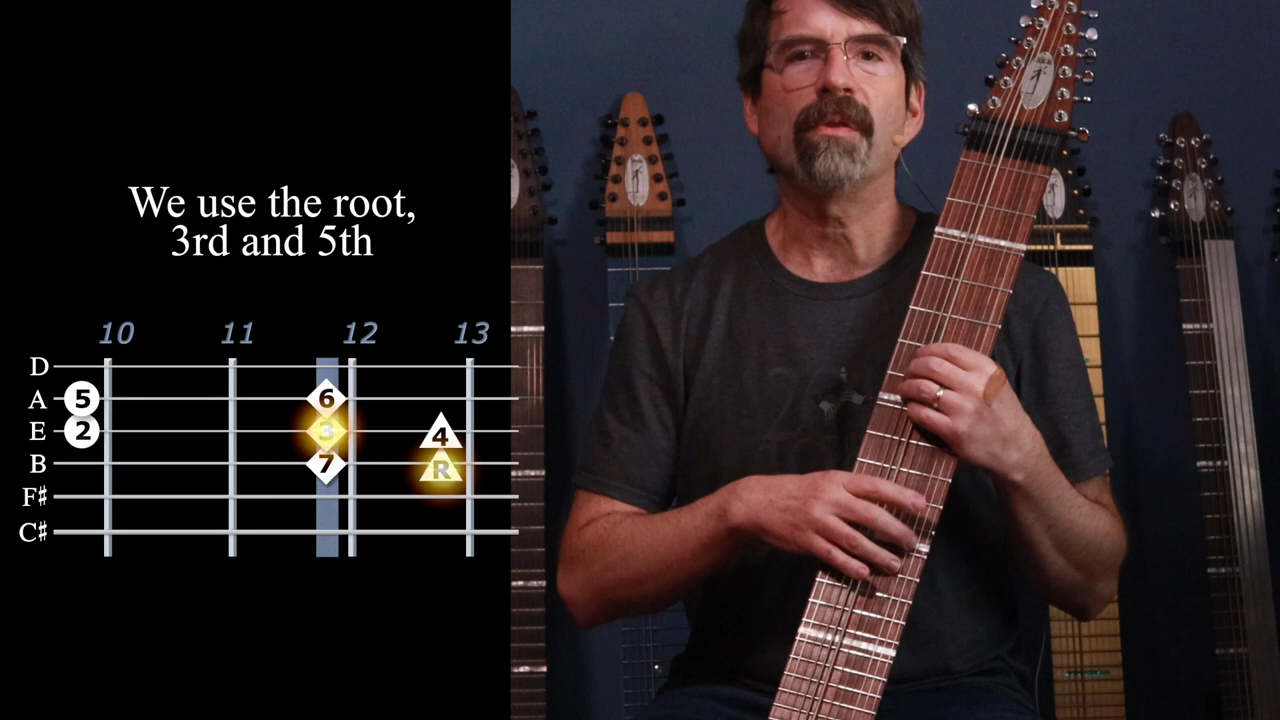 We use the root,
3rd and 5th
10 11 12 13
D
A 5 6
E 2 3 4
B 7 R
F#
C#